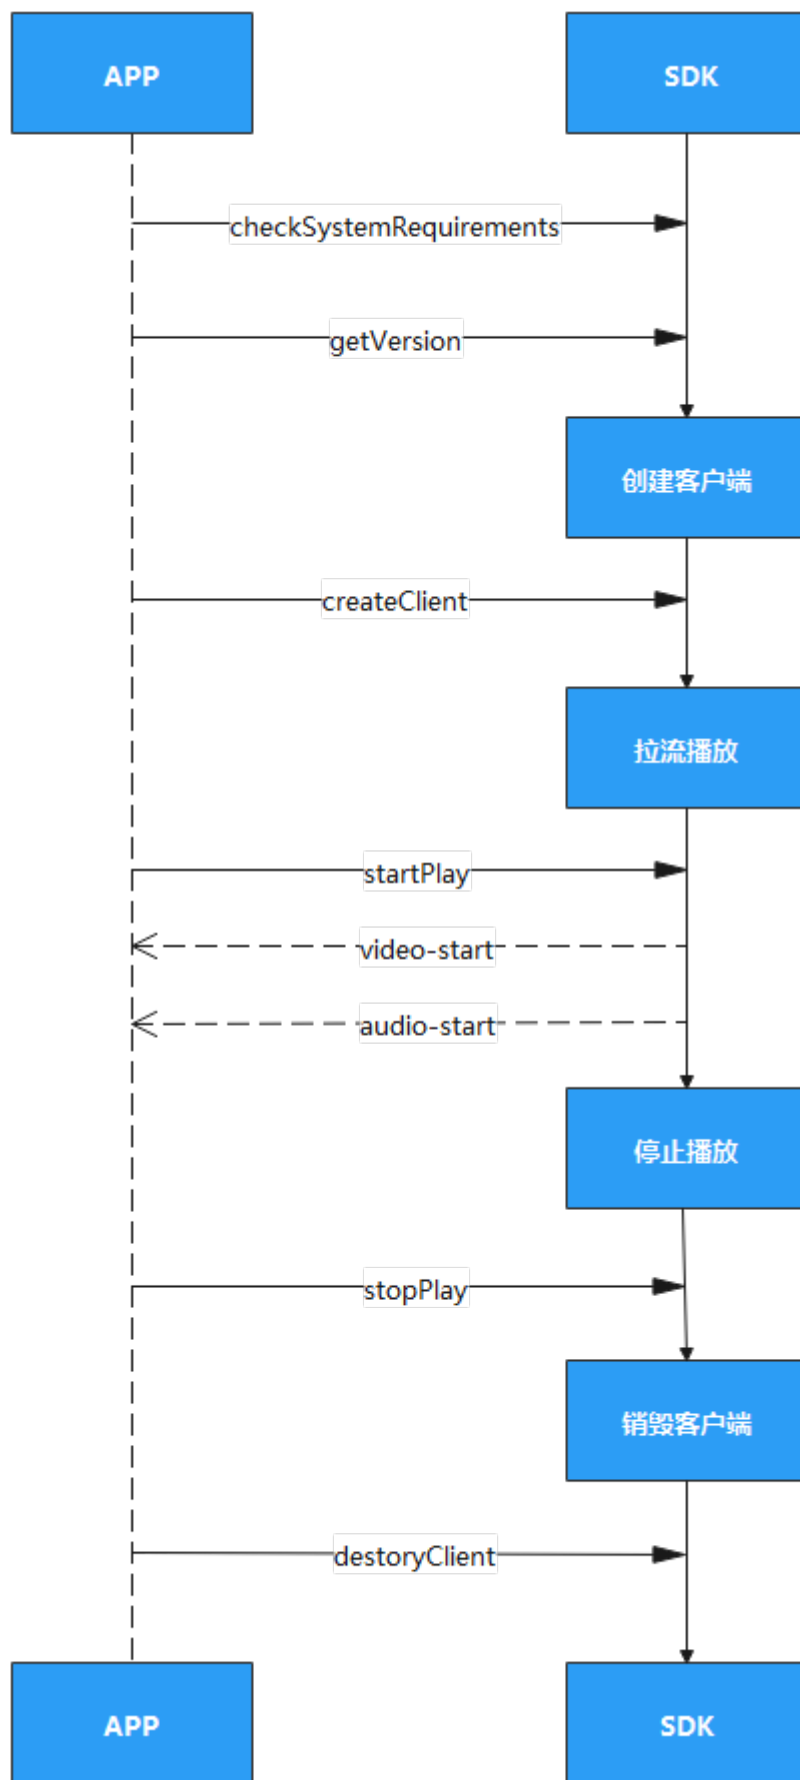 APP
SDK
checkSystemRequirements
getVersion
创建客户端
createClient
拉流播放
startPlay
video-start
audio-start
停止播放
stopPlay
销毁客户端
destoryClient
APP
SDK